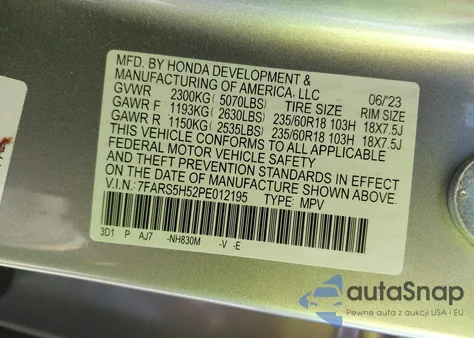 MFD. BY HONDA DEVELOPMENT &
MANUFACTURING OF AMERICA, LLC 06/'23
GVWR 2300KG (5070LBS) TIRE SIZE RIM SIZE
GAWR F 1193KG (2630LBS) 235/60R18 103H 18X7.5J
GAWR R 1150KG (2535LBS) 235/60R18 103H 18X7.5J
THIS VEHICLE CONFORMS TO ALL APPLICABLE
FEDERAL MOTOR VEHICLE SAFETY
AND THEFT PREVENTION STANDARDS IN EFFECT
ON THE DATE OF MANUFACTURE SHOWN ABOVE.
V.I.N.: 7FARS5H52PE012195 TYPE: MPV
3D1 P AJ7 -NH830M -V -E
autoSnap
Pewne auta z aukcji USA i EU